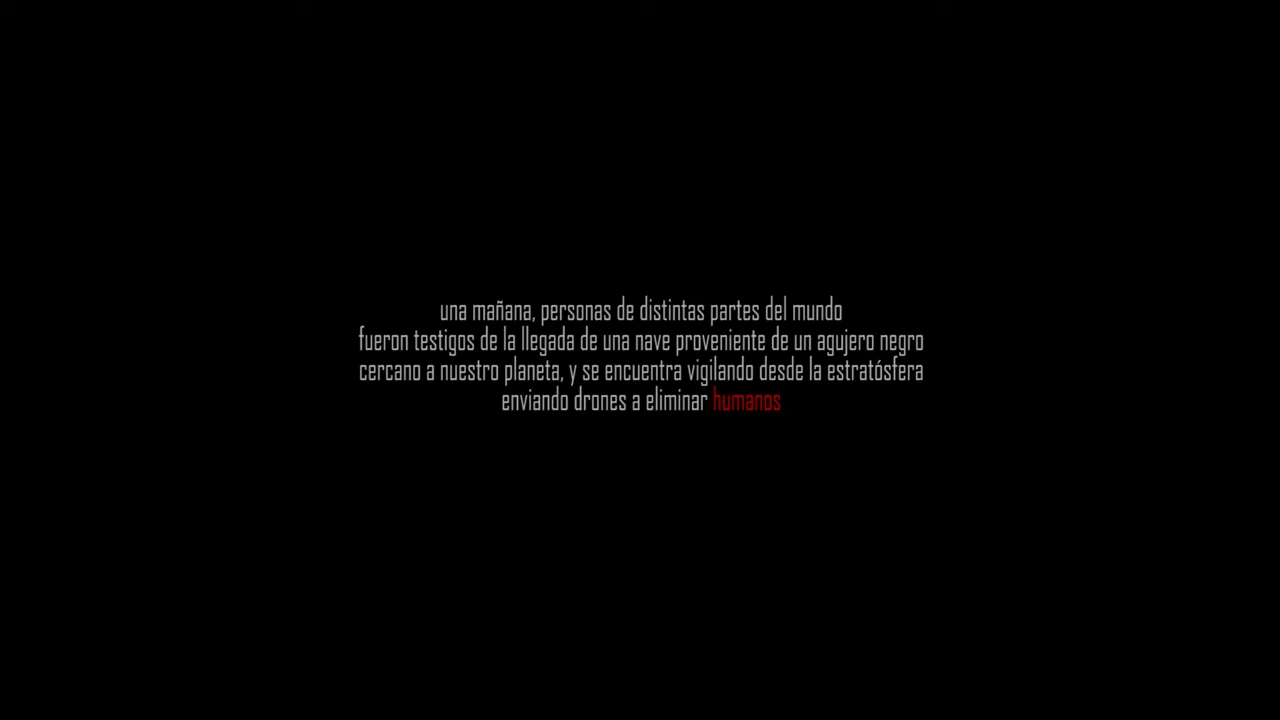 una mañana, personas de distintas partes del mundo
fueron testigos de la llegada de una nave proveniente de un agujero negro
cercano a nuestro planeta, y se encuentra vigilando desde la estratósfera
enviando drones a eliminar humanos